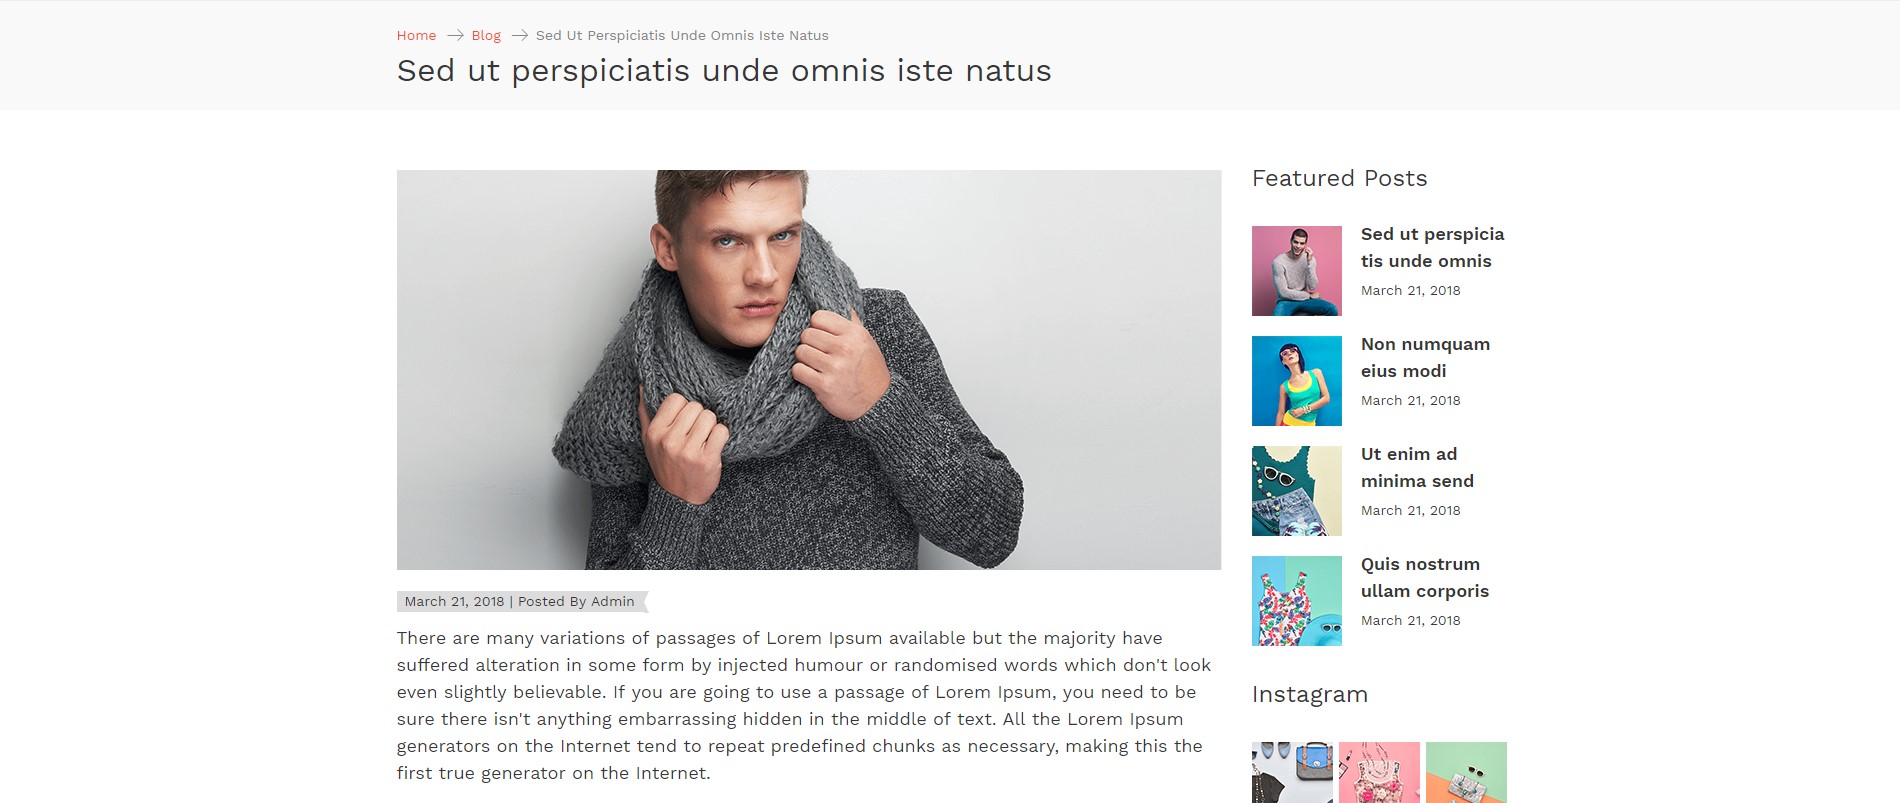 Home → Blog → Sed Ut Perspiciatis Unde Omnis Iste Natus
Sed ut perspiciatis unde omnis iste natus
March 21, 2018 | Posted By Admin
There are many variations of passages of Lorem Ipsum available but the majority have
suffered alteration in some form by injected humour or randomised words which don't look
even slightly believable. If you are going to use a passage of Lorem Ipsum, you need to be
sure there isn't anything embarrassing hidden in the middle of text. All the Lorem Ipsum
generators on the Internet tend to repeat predefined chunks as necessary, making this the
first true generator on the Internet.
Featured Posts
Sed ut perspicia
tis unde omnis
March 21, 2018
Non numquam
eius modi
March 21, 2018
Ut enim ad
minima send
March 21, 2018
Quis nostrum
ullam corporis
March 21, 2018
Instagram